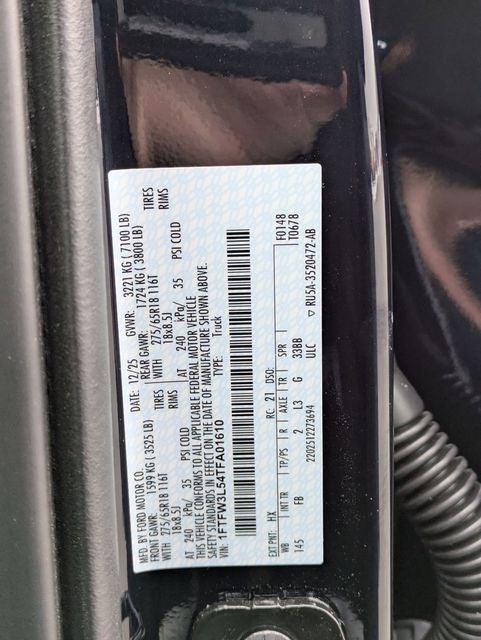 MFD. BY FORD MOTOR CO.
DATE: 12/25 GVWR: 3221 KG ( 7100 LB)
FRONT GAWR: 1599 KG ( 3525 LB) REAR GAWR: 1724 KG ( 3800 LB)
WITH 275/65R18 116T TIRES WITH 275/65R18 116T TIRES
18x8.5J RIMS 18x8.5J RIMS
AT 240 kPa/ 35 PSI COLD AT 240 kPa/ 35 PSI COLD
THIS VEHICLE CONFORMS TO ALL APPLICABLE FEDERAL MOTOR VEHICLE
SAFETY STANDARDS IN EFFECT ON THE DATE OF MANUFACTURE SHOWN ABOVE.
VIN: 1FTFW3L54TFA01610 Truck
F0148
T0678
EXT PNT: HX RC: 21 DSO:
WB INT TR TP/PS R AXLE TR SPR
145 FB 2 L3 G 33BB
2202512273694 ULC
▽ RU5A-3520472-AB